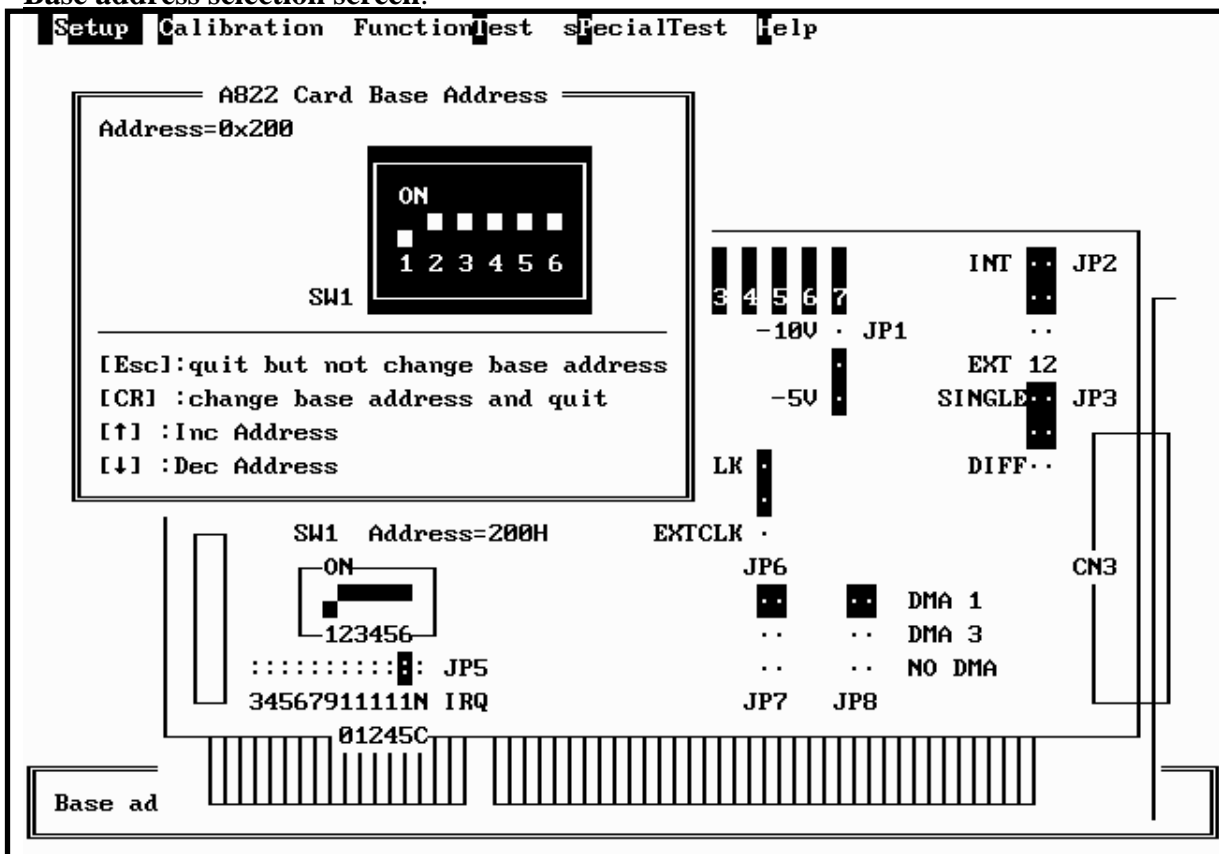 Base address selection screen:
Setup Calibration FunctionTest sPecialTest Help
A822 Card Base Address
Address=0x200
ON
1 2 3 4 5 6
SW1
[Esc]:quit but not change base address
[CR] :change base address and quit
[↑] :Inc Address
[↓] :Dec Address
3 4 5 6 7
INT JP2
-10V JP1
EXT 12
-5V SINGLE JP3
LK DIFF
SW1 Address=200H EXTCLK
ON JP6 CN3
DMA 1
123456 DMA 3
JP5 NO DMA
34567911111N IRQ JP7 JP8
01245C
Base ad